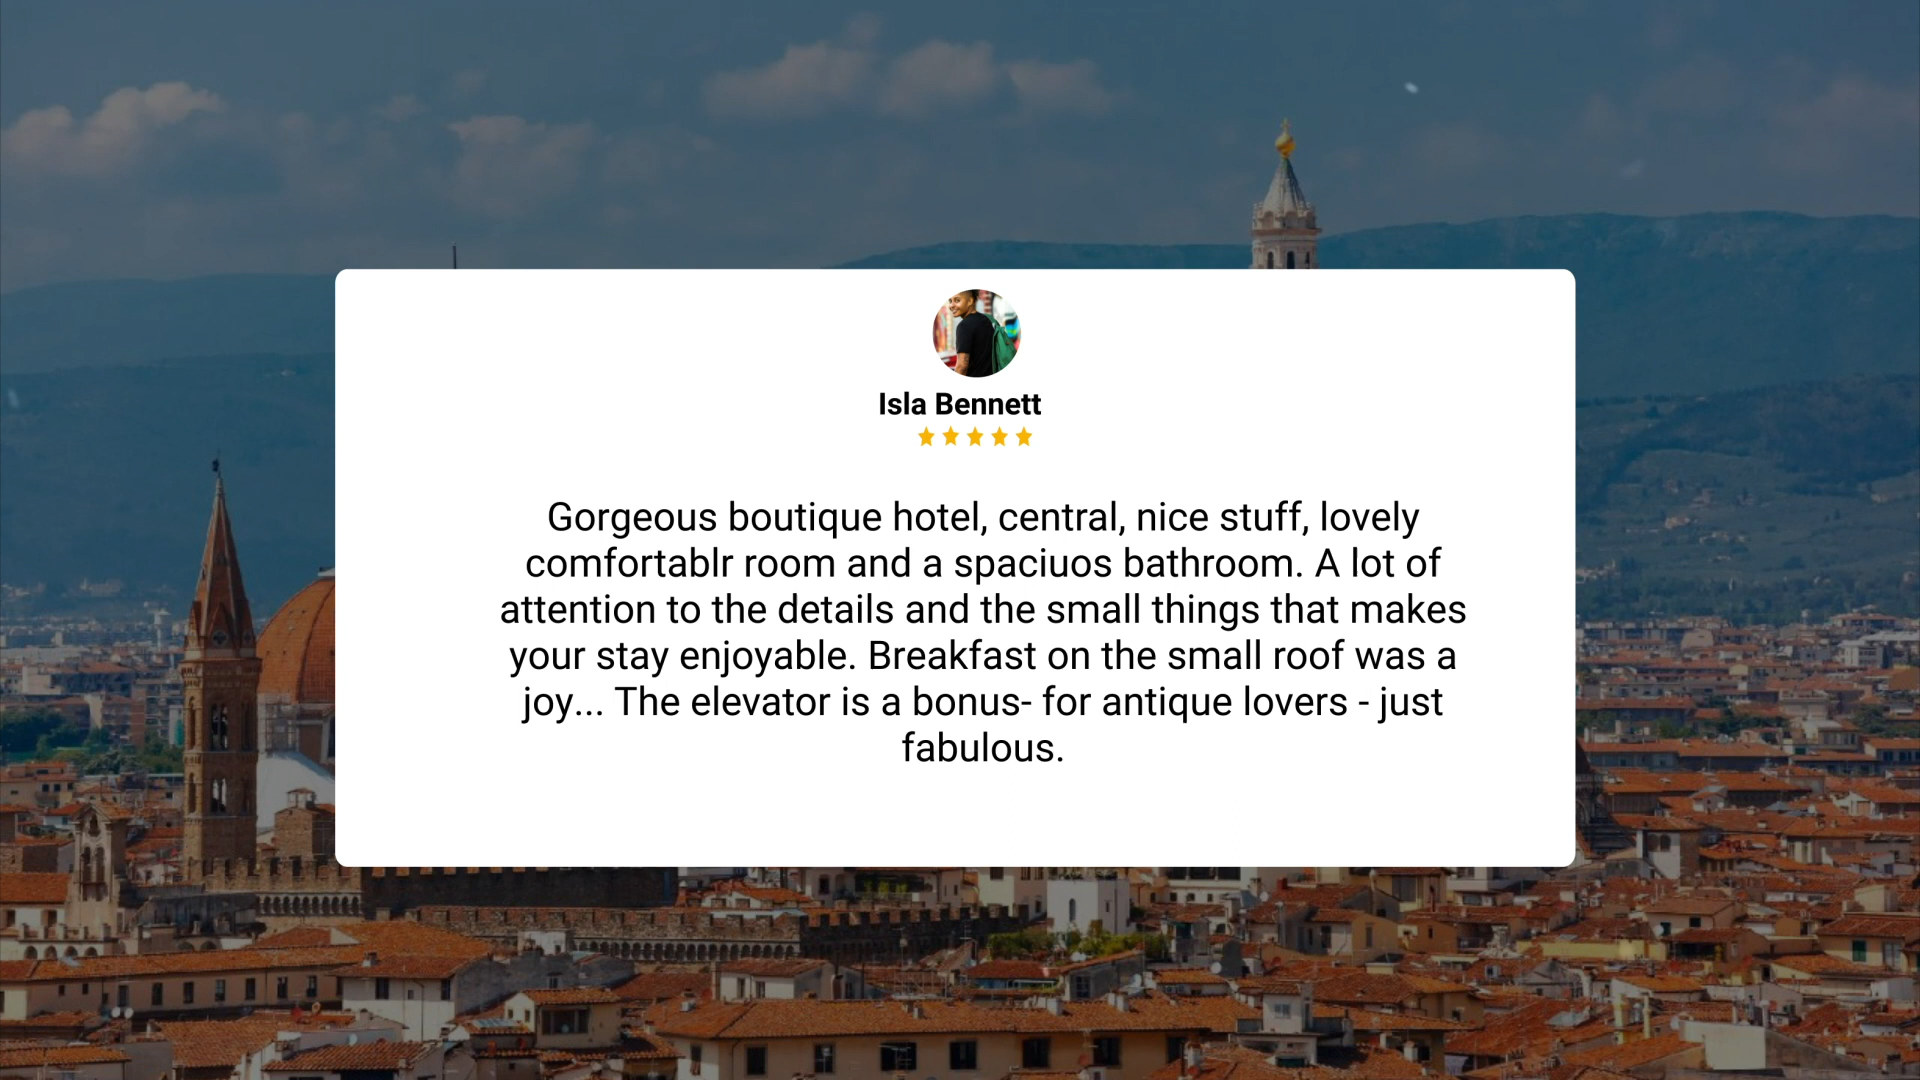 Isla Bennett
Gorgeous boutique hotel, central, nice stuff, lovely
comfortablr room and a spaciuos bathroom. A lot of
attention to the details and the small things that makes
your stay enjoyable. Breakfast on the small roof was a
joy... The elevator is a bonus- for antique lovers - just
fabulous.